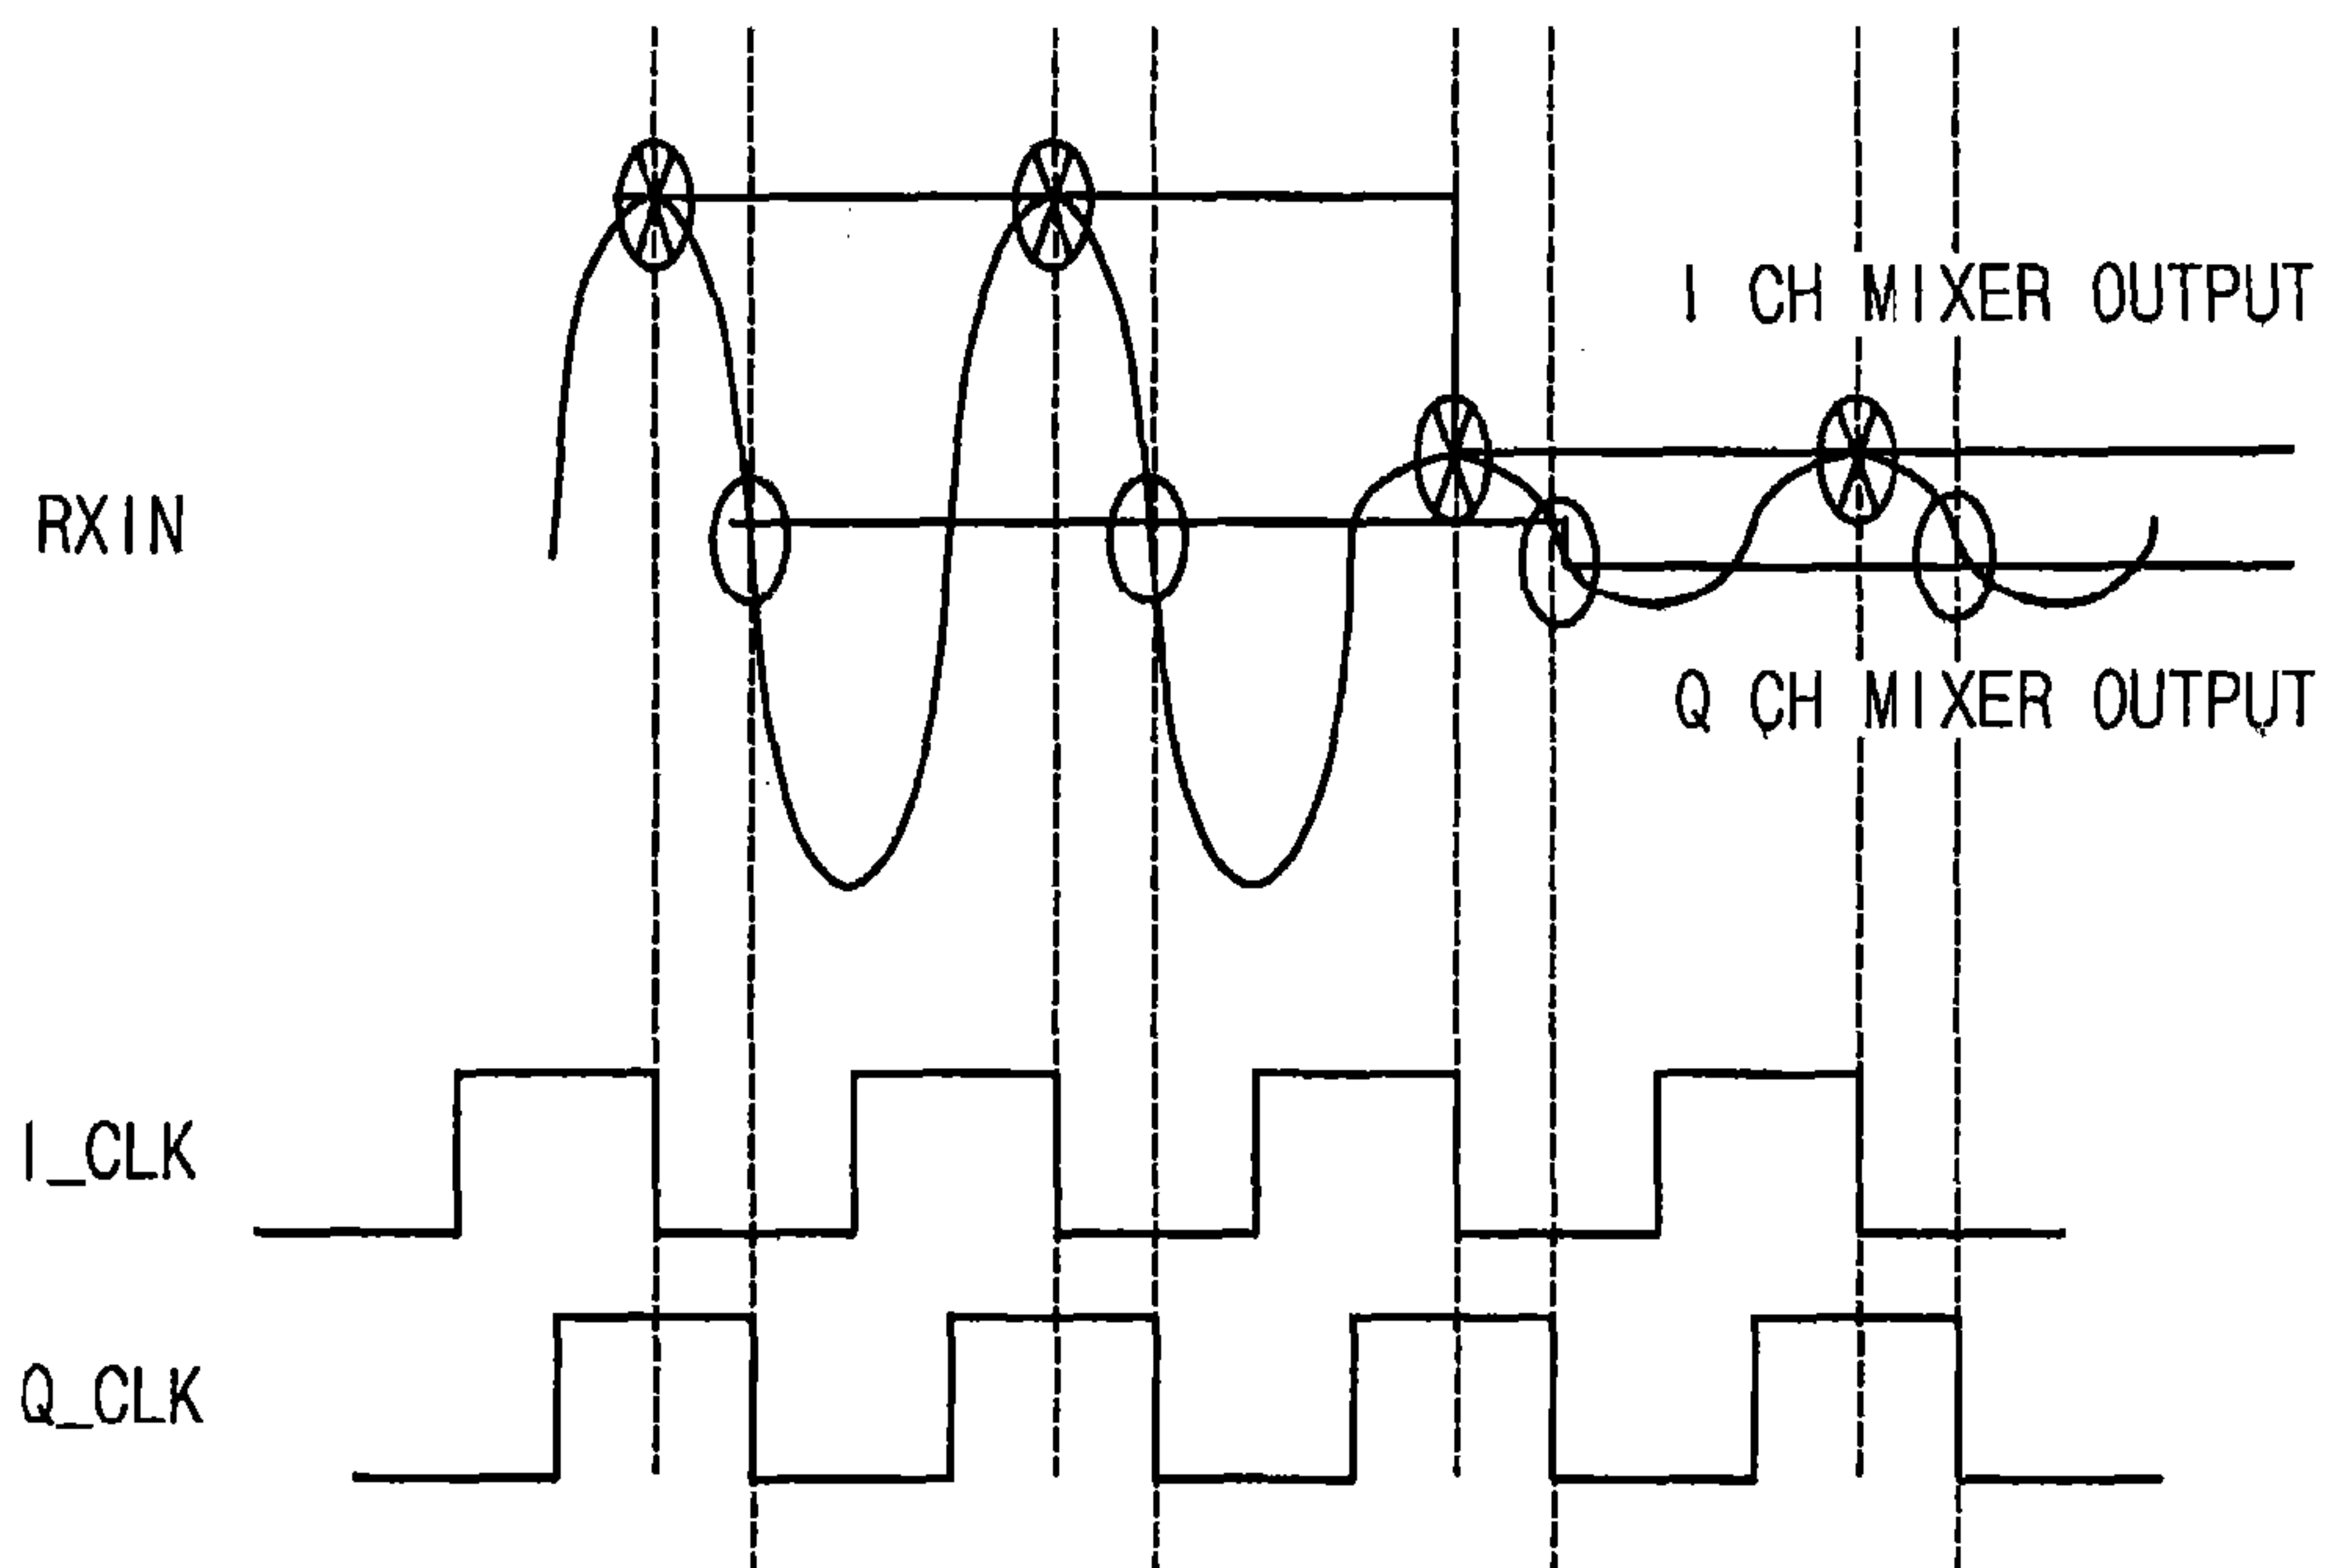 I CH MIXER OUTPUT
RXIN
Q CH MIXER OUTPUT
I_CLK
Q_CLK